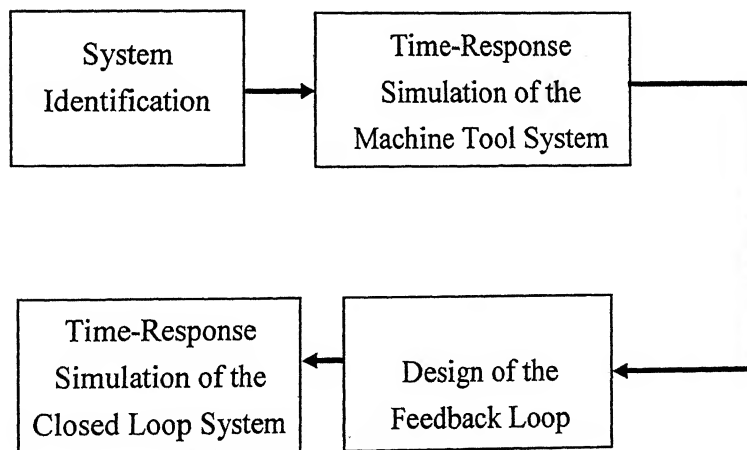 System
Identification
Time-Response
Simulation of the
Machine Tool System
Time-Response
Simulation of the
Closed Loop System
Design of the
Feedback Loop